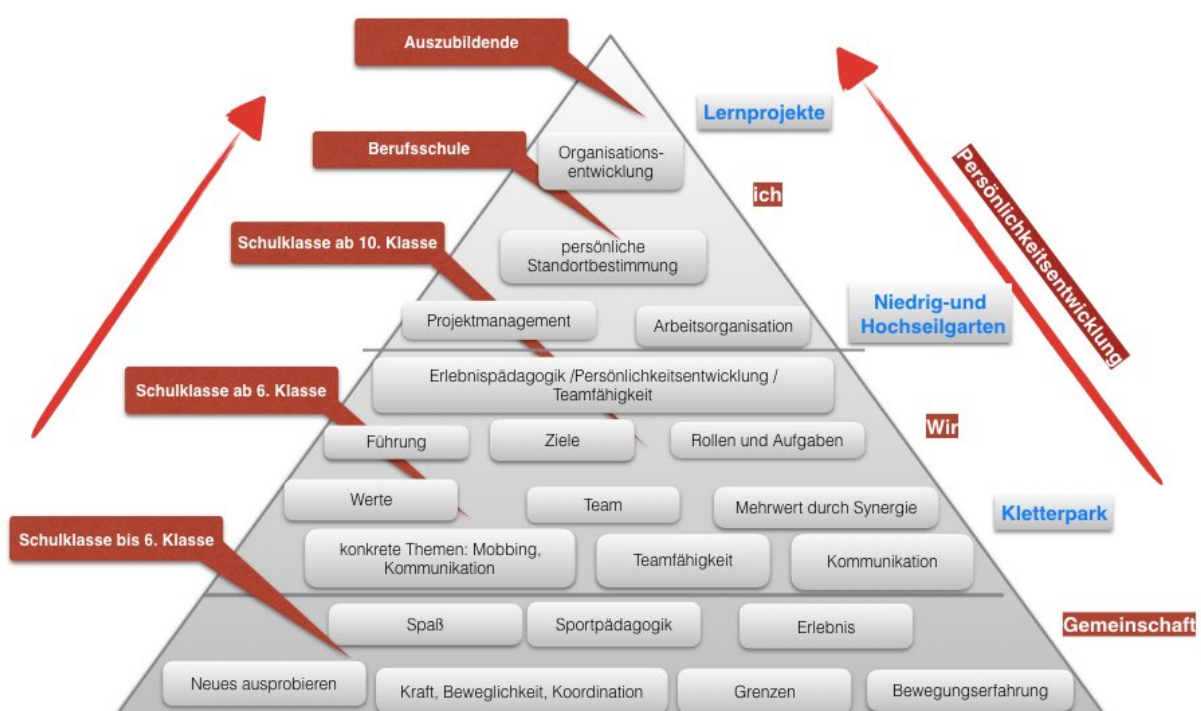 Auszubildende
Lernprojekte
Berufsschule
Organisations-
entwicklung
ich
Persönlichkeitsentwicklung
Schulklasse ab 10. Klasse
persönliche
Standortbestimmung
Niedrig-und
Hochseilgarten
Projektmanagement
Arbeitsorganisation
Schulklasse ab 6. Klasse
Erlebnispädagogik /Persönlichkeitsentwicklung /
Teamfähigkeit
Wir
Führung
Ziele
Rollen und Aufgaben
Werte
Team
Mehrwert durch Synergie
Kletterpark
Schulklasse bis 6. Klasse
konkrete Themen: Mobbing,
Kommunikation
Teamfähigkeit
Kommunikation
Spaß
Sportpädagogik
Erlebnis
Gemeinschaft
Neues ausprobieren
Kraft, Beweglichkeit, Koordination
Grenzen
Bewegungserfahrung